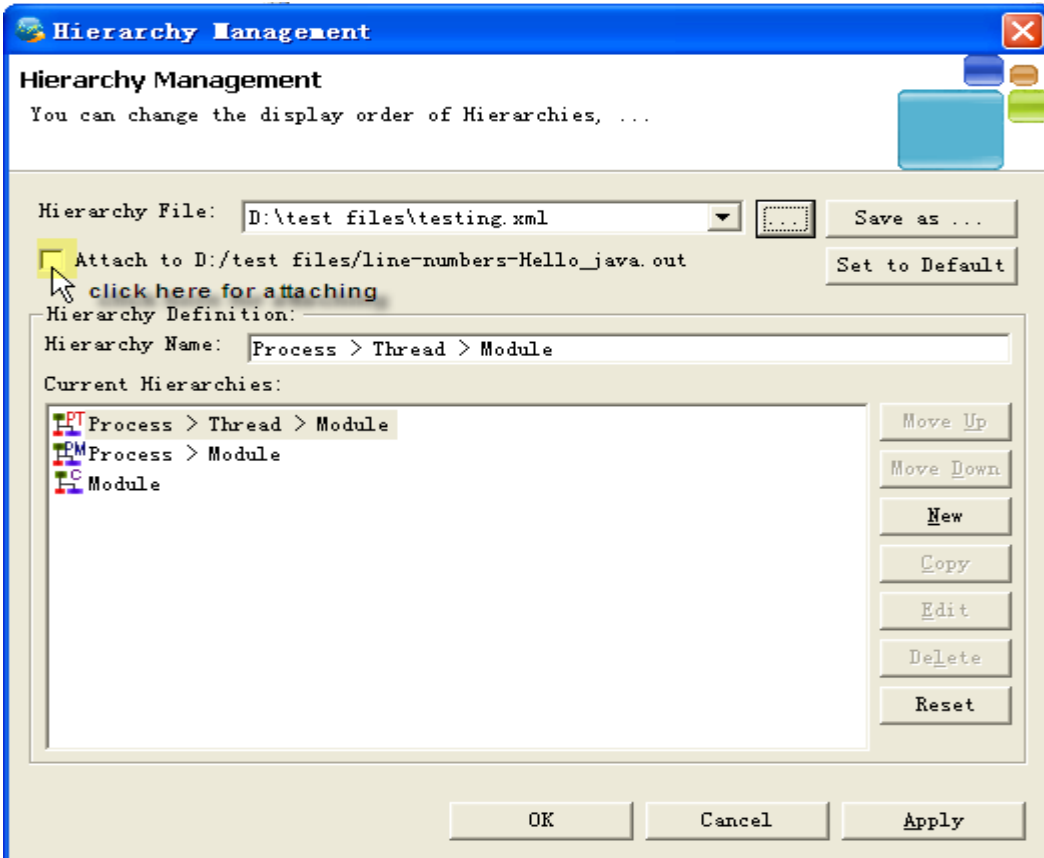 Hierarchy Management
Hierarchy Management
You can change the display order of Hierarchies, ...
Hierarchy File: D:\test files\testing.xml ... Save as ...
Attach to D:/test files/line-numbers-Hello_java.out Set to Default
click here for attaching
Hierarchy Definition:
Hierarchy Name: Process > Thread > Module
Current Hierarchies:
PT Process > Thread > Module Move Up
PM Process > Module Move Down
C Module
New
Copy
Edit
Delete
Reset
OK Cancel Apply